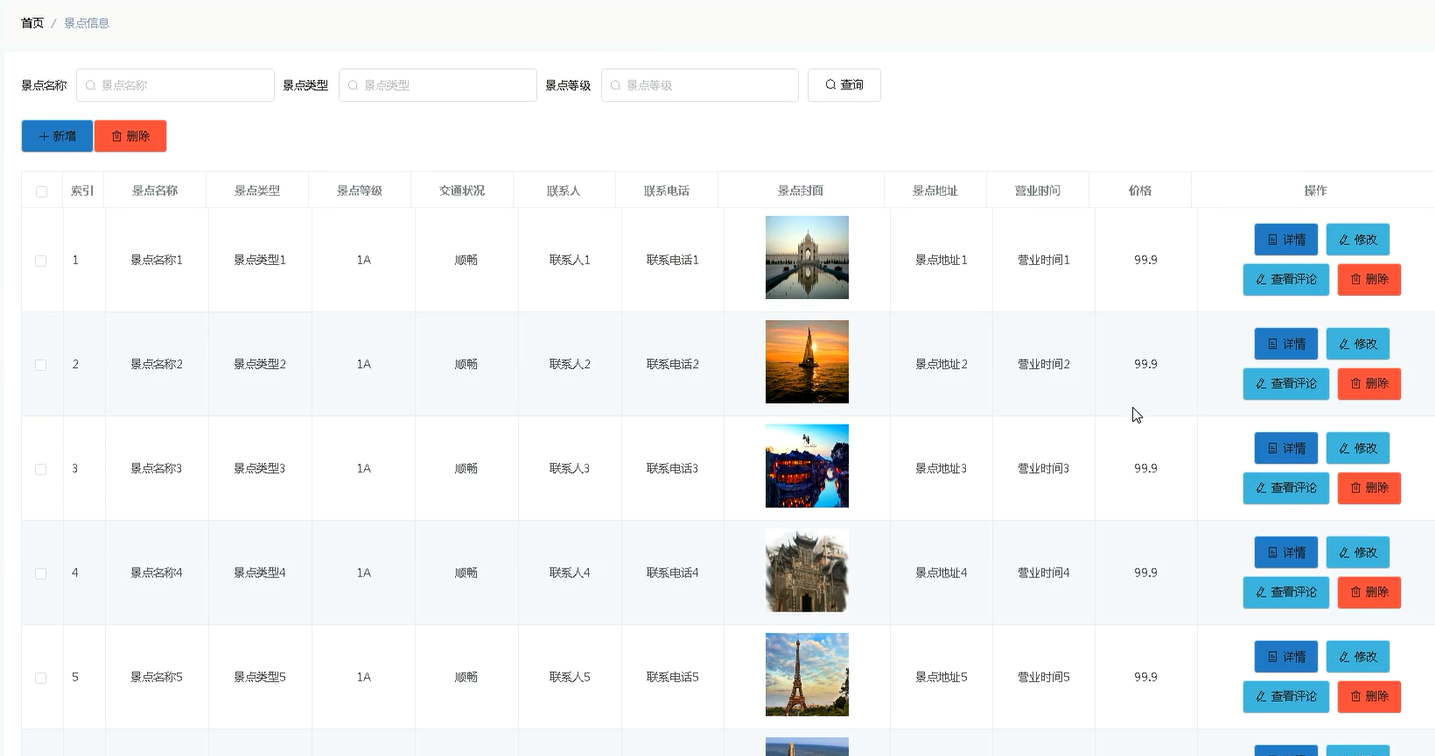 首页 / 景点信息
景点名称 景点名称 景点类型 景点类型 景点等级 景点等级 查询
新增 删除
索引 景点名称 景点类型 景点等级 交通状况 联系人 联系电话 景点封面 景点地址 营业时间 价格 操作
1 景点名称1 景点类型1 1A 顺畅 联系人1 联系电话1 景点地址1 营业时间1 99.9 详情 修改
查看评论 删除
2 景点名称2 景点类型2 1A 顺畅 联系人2 联系电话2 景点地址2 营业时间2 99.9 详情 修改
查看评论 删除
3 景点名称3 景点类型3 1A 顺畅 联系人3 联系电话3 景点地址3 营业时间3 99.9 详情 修改
查看评论 删除
4 景点名称4 景点类型4 1A 顺畅 联系人4 联系电话4 景点地址4 营业时间4 99.9 详情 修改
查看评论 删除
5 景点名称5 景点类型5 1A 顺畅 联系人5 联系电话5 景点地址5 营业时间5 99.9 详情 修改
查看评论 删除